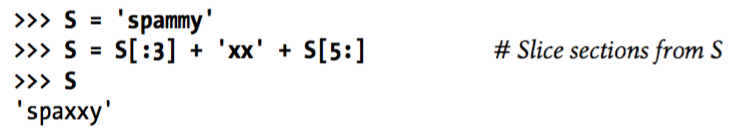 >>> S = 'spammy'
>>> S = S[:3] + 'xx' + S[5:] # Slice sections from S
>>> S
'spaxxy'